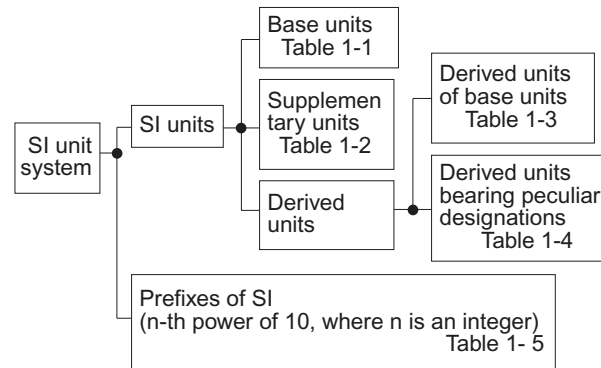 SI unit
system
SI units
Base units
Table 1-1
Supplemen
tary units
Table 1-2
Derived
units
Derived units
of base units
Table 1-3
Derived units
bearing peculiar
designations
Table 1-4
Prefixes of SI
(n-th power of 10, where n is an integer)
Table 1- 5